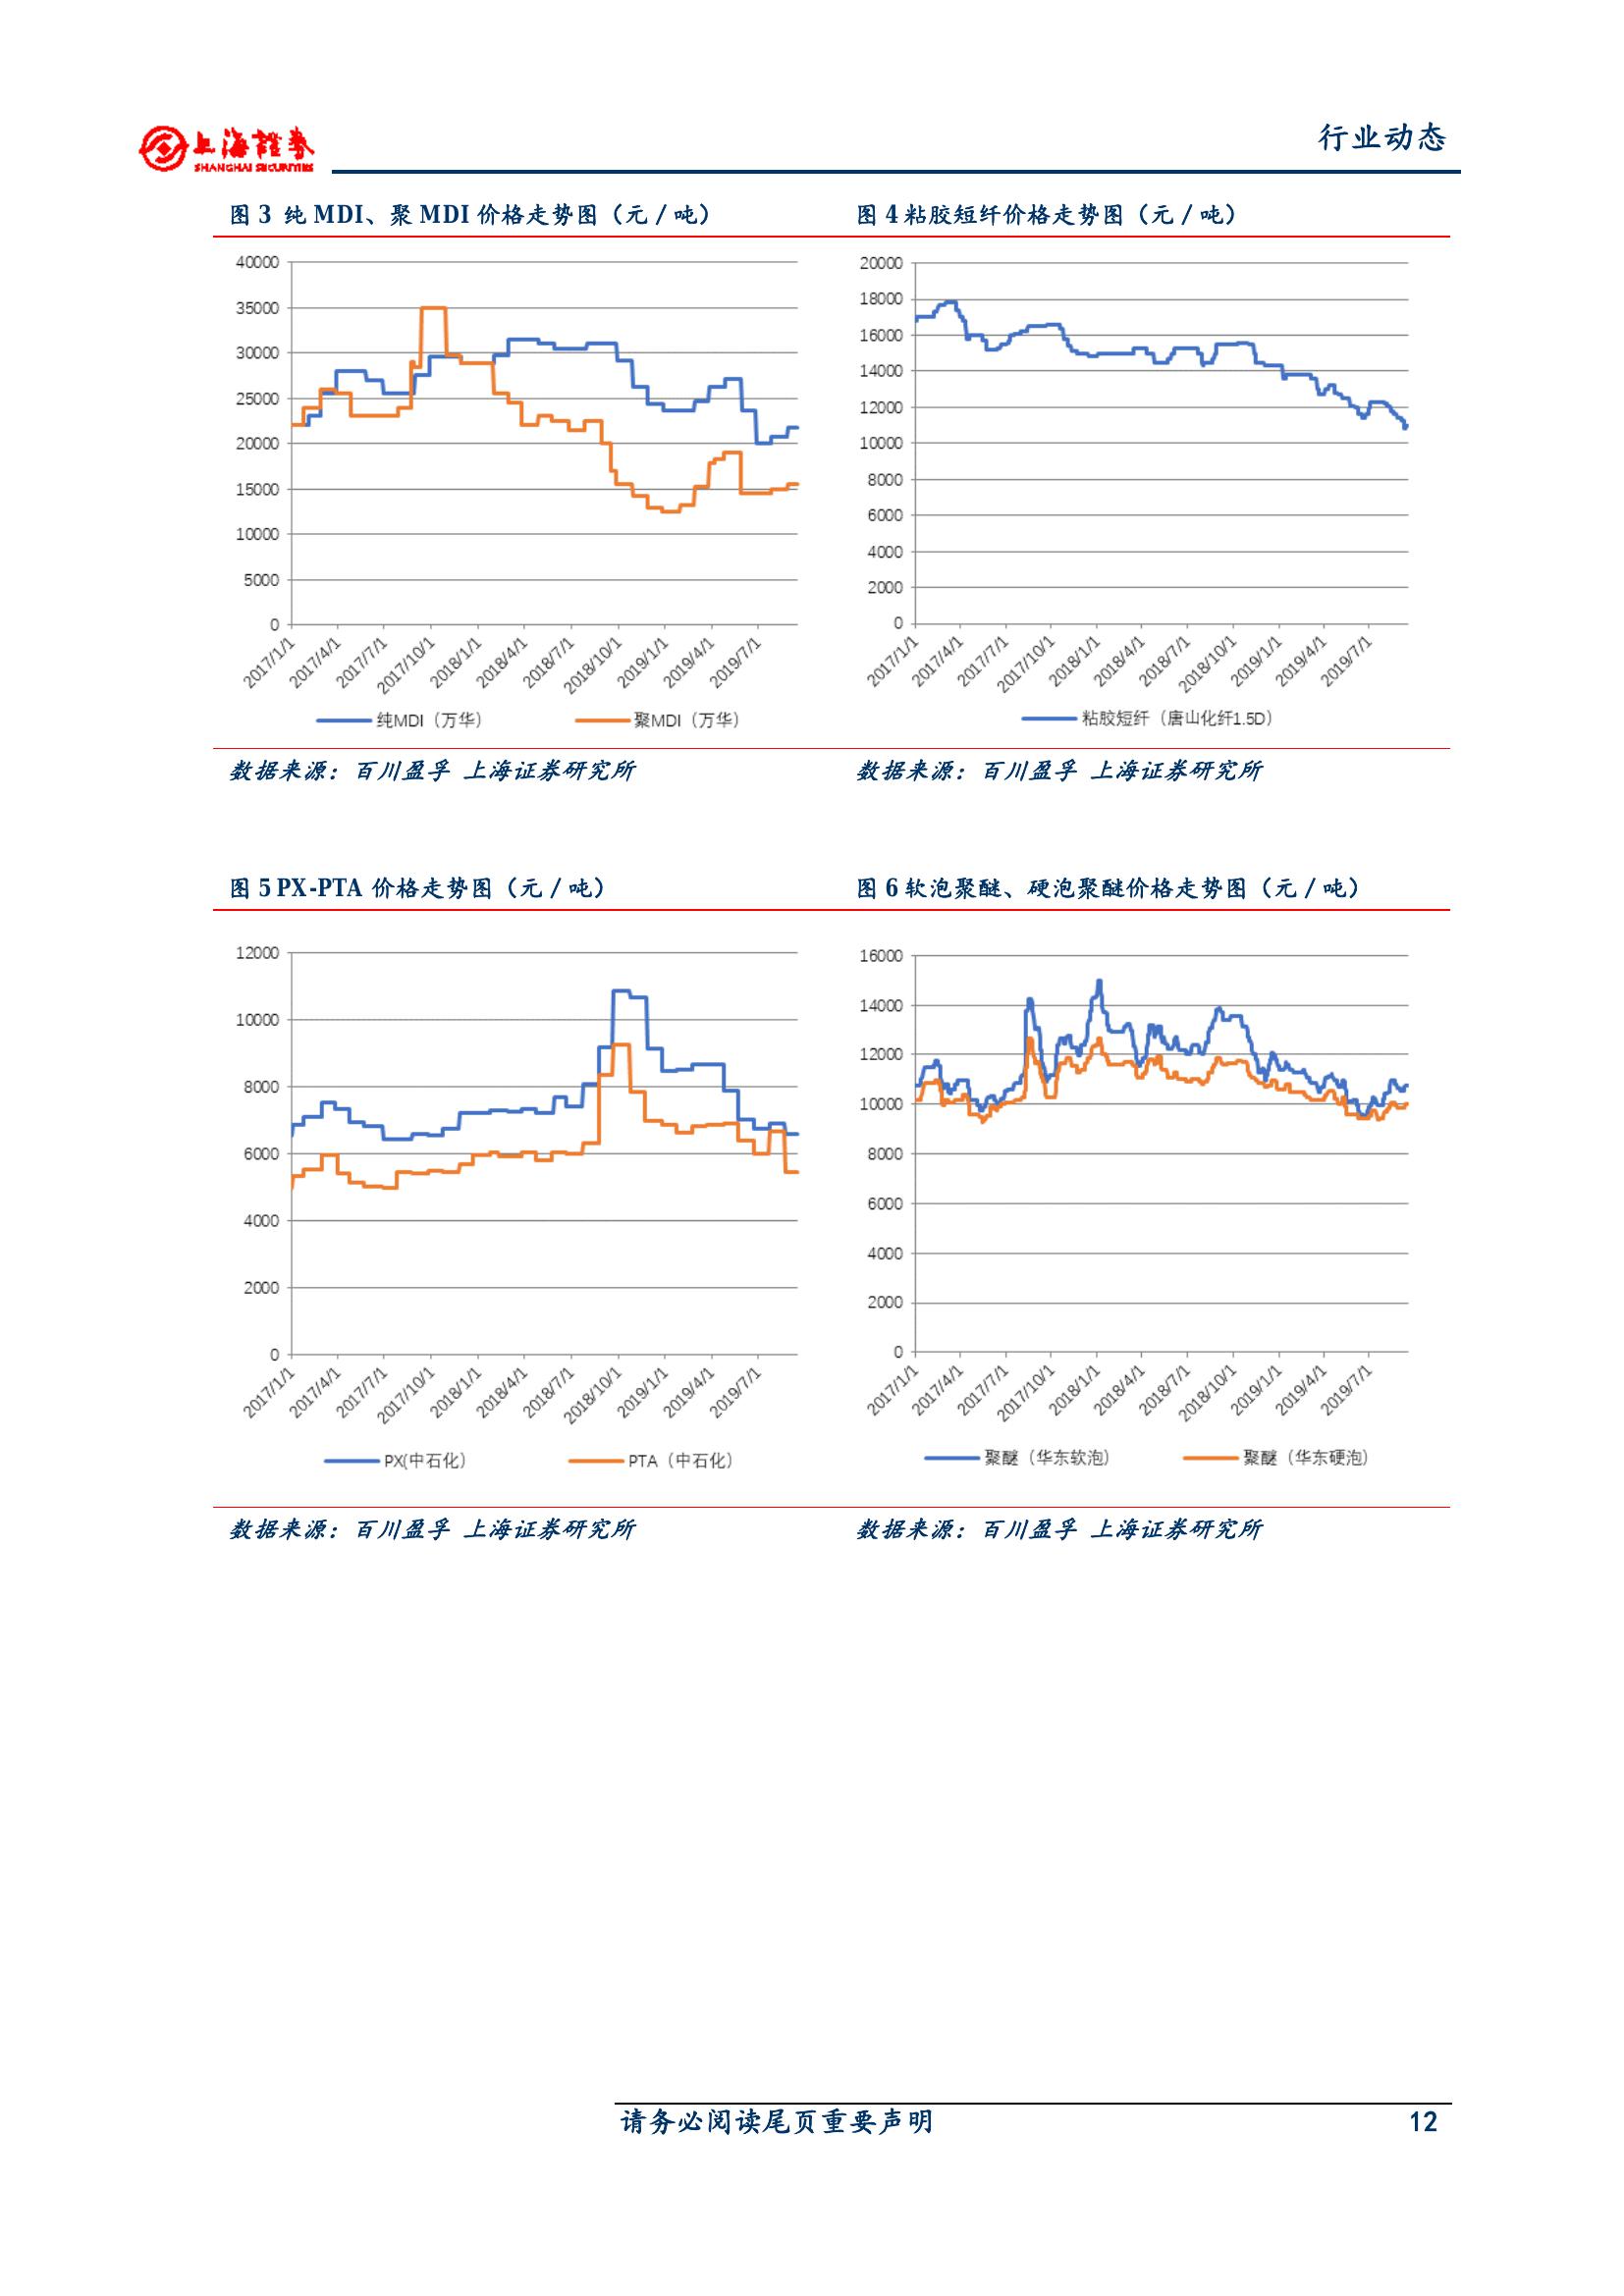 上海證券
SHANGHAI SECURITIES
行业动态
图 3 纯 MDI、聚 MDI 价格走势图（元／吨）
图 4 粘胶短纤价格走势图（元／吨）
40000
35000
30000
25000
20000
15000
10000
5000
0
2017/1/1 2017/4/1 2017/7/1 2017/10/1 2018/1/1 2018/4/1 2018/7/1 2018/10/1 2019/1/1 2019/4/1 2019/7/1
纯MDI（万华） 聚MDI（万华）
20000
18000
16000
14000
12000
10000
8000
6000
4000
2000
0
2017/1/1 2017/4/1 2017/7/1 2017/10/1 2018/1/1 2018/4/1 2018/7/1 2018/10/1 2019/1/1 2019/4/1 2019/7/1
粘胶短纤（唐山化纤1.5D）
数据来源：百川盈孚 上海证券研究所
数据来源：百川盈孚 上海证券研究所
图 5 PX-PTA 价格走势图（元／吨）
图 6 软泡聚醚、硬泡聚醚价格走势图（元／吨）
12000
10000
8000
6000
4000
2000
0
2017/1/1 2017/4/1 2017/7/1 2017/10/1 2018/1/1 2018/4/1 2018/7/1 2018/10/1 2019/1/1 2019/4/1 2019/7/1
PX(中石化） PTA（中石化）
16000
14000
12000
10000
8000
6000
4000
2000
0
2017/1/1 2017/4/1 2017/7/1 2017/10/1 2018/1/1 2018/4/1 2018/7/1 2018/10/1 2019/1/1 2019/4/1 2019/7/1
聚醚（华东软泡） 聚醚（华东硬泡）
数据来源：百川盈孚 上海证券研究所
数据来源：百川盈孚 上海证券研究所
请务必阅读尾页重要声明
12